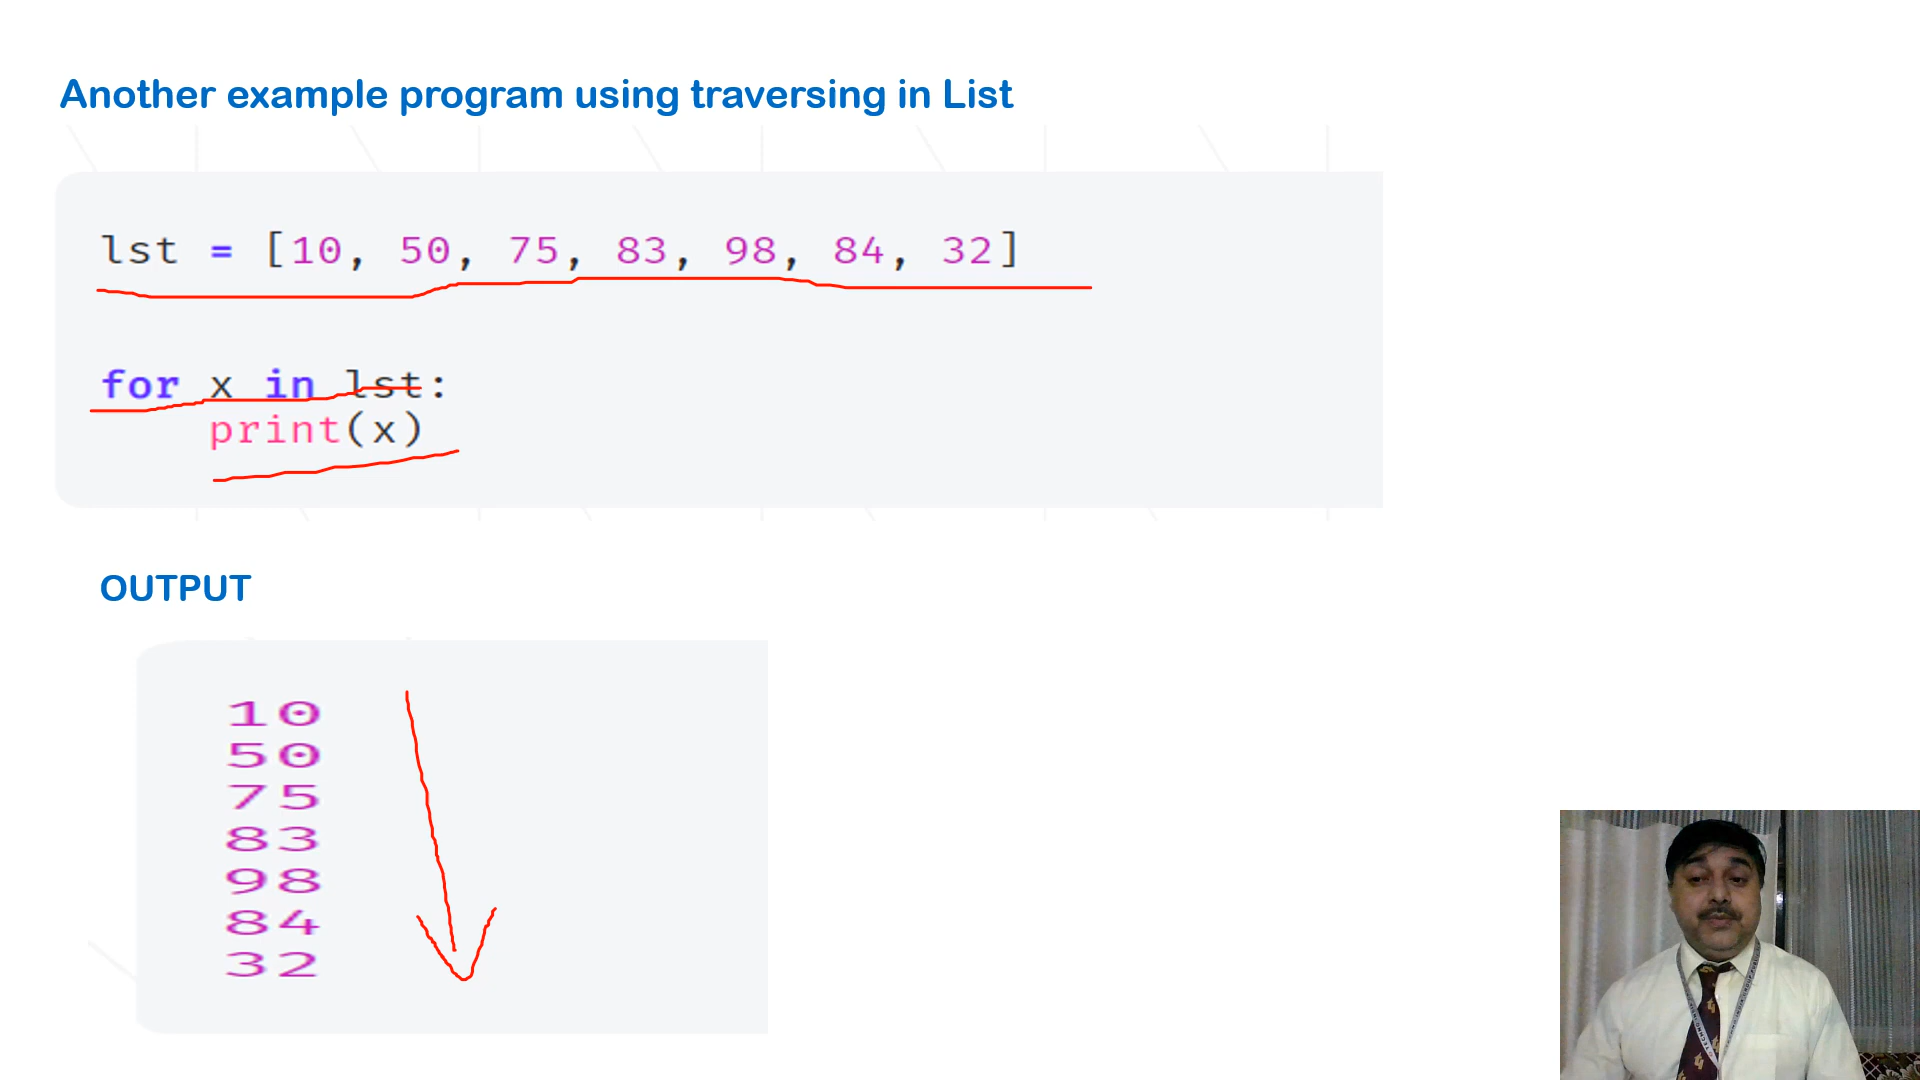 Another example program using traversing in List
lst = [10, 50, 75, 83, 98, 84, 32]
for x in lst:
print(x)
OUTPUT
10
50
75
83
98
84
32